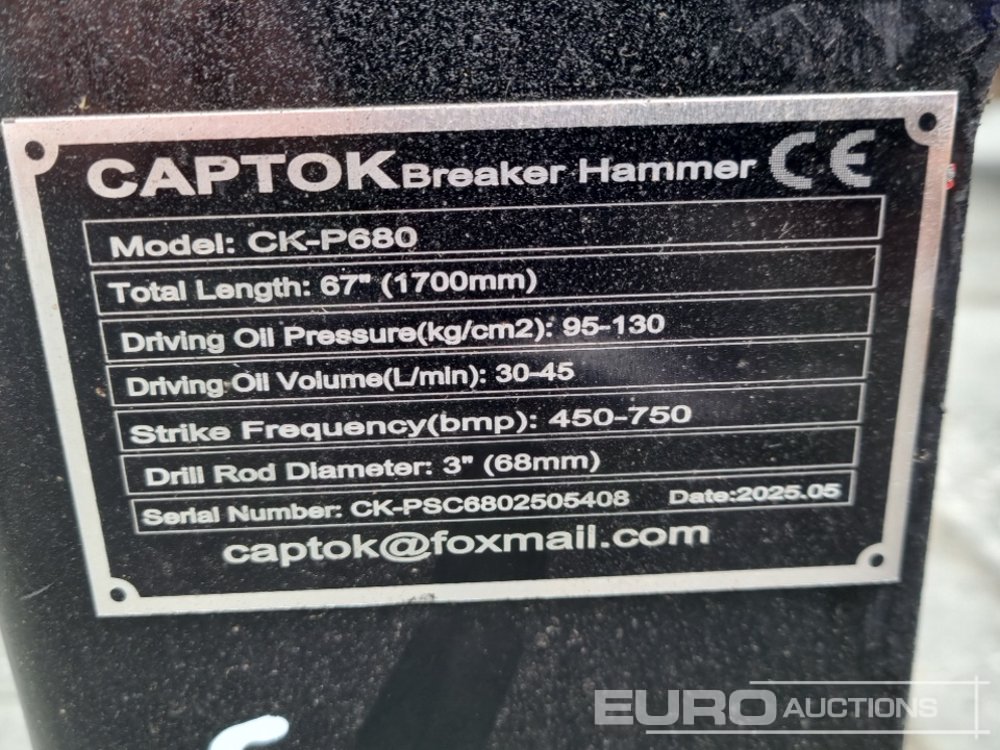 CAPTOK Breaker Hammer CE
Model: CK-P680
Total Length: 67" (1700mm)
Driving Oil Pressure(kg/cm2): 95-130
Driving Oil Volume(L/min): 30-45
Strike Frequency(bmp): 450-750
Drill Rod Diameter: 3" (68mm)
Serial Number: CK-PSC6802505408 Date:2025.05
captok@foxmail.com
EURO AUCTIONS